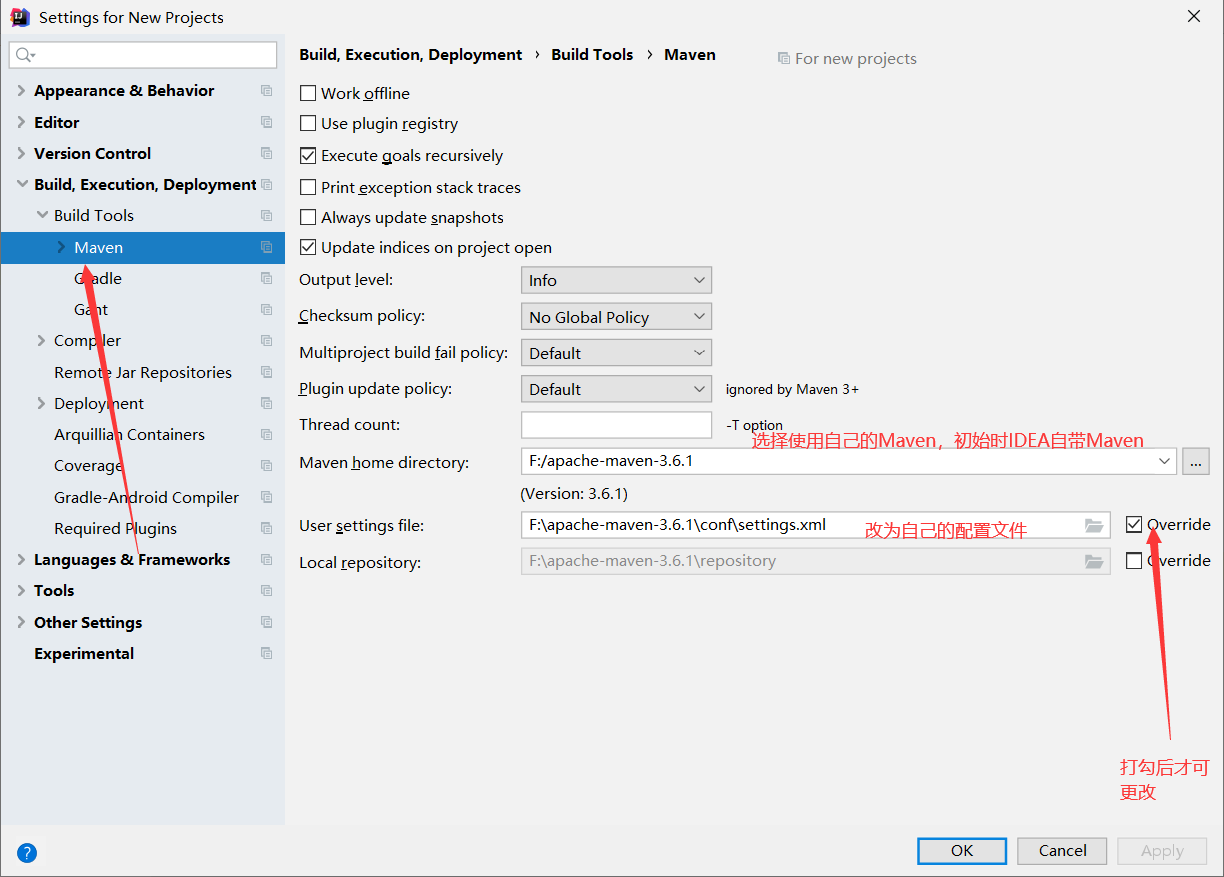 Settings for New Projects
Build, Execution, Deployment › Build Tools › Maven
For new projects
Appearance & Behavior
Editor
Version Control
Build, Execution, Deployment
Build Tools
Maven
Gradle
Gant
Compiler
Remote Jar Repositories
Deployment
Arquillian Containers
Coverage
Gradle-Android Compiler
Required Plugins
Languages & Frameworks
Tools
Other Settings
Experimental
Work offline
Use plugin registry
Execute goals recursively
Print exception stack traces
Always update snapshots
Update indices on project open
Output level: Info
Checksum policy: No Global Policy
Multiproject build fail policy: Default
Plugin update policy: Default ignored by Maven 3+
Thread count: -T option
选择使用自己的Maven，初始时IDEA自带Maven
Maven home directory: F:/apache-maven-3.6.1 ...
(Version: 3.6.1)
User settings file: F:\apache-maven-3.6.1\conf\settings.xml 改为自己的配置文件 Override
Local repository: F:\apache-maven-3.6.1\repository Override
打勾后才可
更改
? OK Cancel Apply